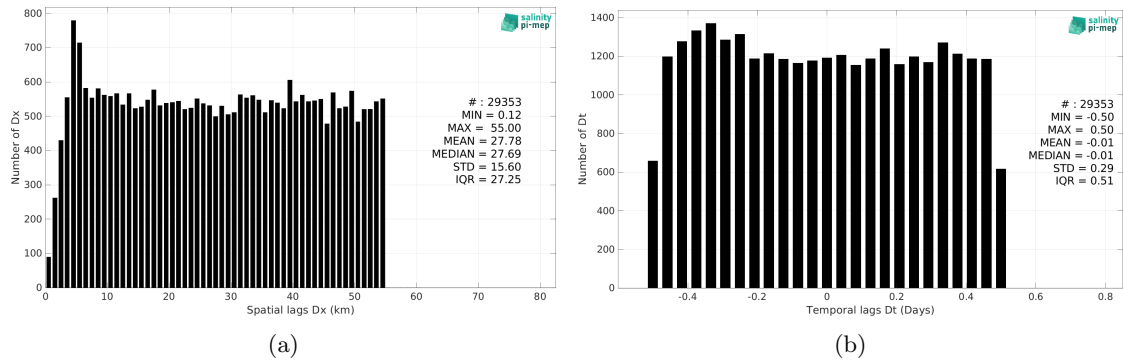 800
700
600
500
400
300
200
100
0
Number of Dx
0
10
20
30
40
50
60
70
80
Spatial lags Dx (km)
salinity
pi-mep
# : 29353
MIN = 0.12
MAX = 55.00
MEAN = 27.78
MEDIAN = 27.69
STD = 15.60
IQR = 27.25
(a)
1400
1200
1000
800
600
400
200
0
Number of Dt
-0.4
-0.2
0
0.2
0.4
0.6
0.8
Temporal lags Dt (Days)
salinity
pi-mep
# : 29353
MIN = -0.50
MAX = 0.50
MEAN = -0.01
MEDIAN = -0.01
STD = 0.29
IQR = 0.51
(b)